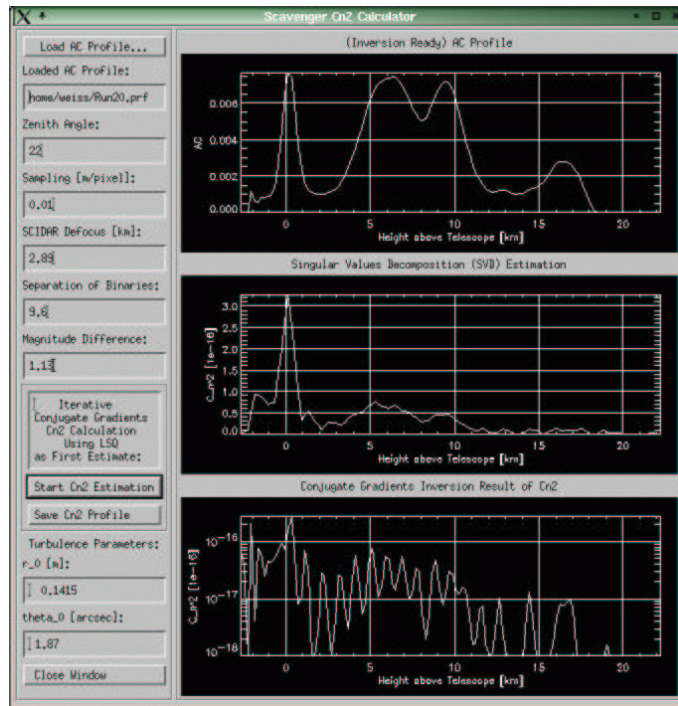 Scavenger Cn2 Calculator
Load AC Profile...
Loaded AC Profile:
home/weiss/Run20.prf
Zenith Angle:
22
Sampling [m/pixel]:
0.01
SCIDAR Defocus [km]:
2.89
Separation of Binaries:
9.6
Magnitude Difference:
1.13
Iterative
Conjugate Gradients
Cn2 Calculation
Using LSQ
as First Estimate:
Start Cn2 Estimation
Save Cn2 Profile
Turbulence Parameters:
r_0 [m]:
0.1415
theta_0 [arcsec]:
1.87
Close Window
(Inversion Ready) AC Profile
AC
0.006
0.004
0.002
0.000
0 5 10 15 20
Height above Telescope [km]
Singular Values Decomposition (SVD) Estimation
C_n^2 [1e-16]
3.0
2.5
2.0
1.5
1.0
0.5
0.0
0 5 10 15 20
Height above Telescope [km]
Conjugate Gradients Inversion Result of Cn2
C_n^2 [1e-16]
10^-16
10^-17
10^-18
0 5 10 15 20
Height above Telescope [km]